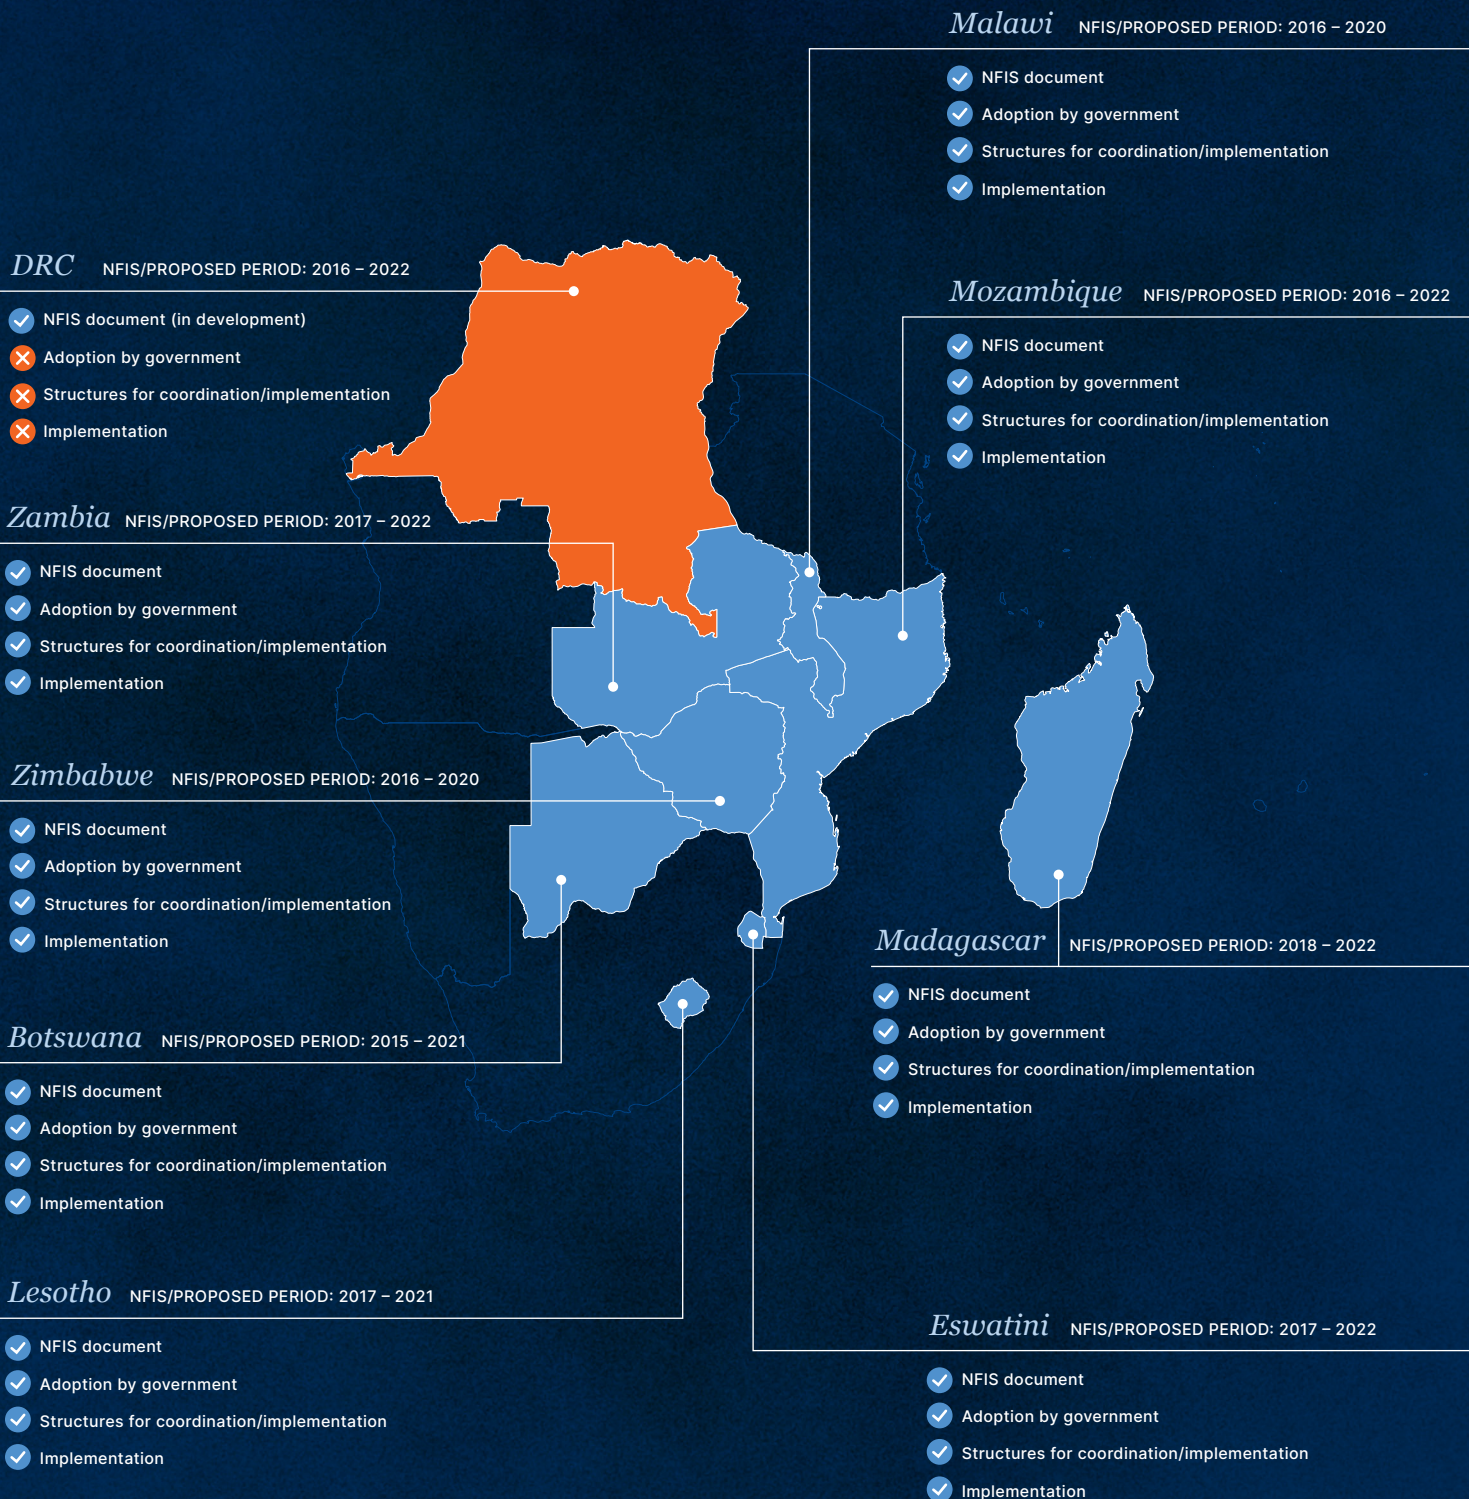 Malawi NFIS/PROPOSED PERIOD: 2016 – 2020
NFIS document
Adoption by government
Structures for coordination/implementation
Implementation
DRC NFIS/PROPOSED PERIOD: 2016 – 2022
NFIS document (in development)
Adoption by government
Structures for coordination/implementation
Implementation
Mozambique NFIS/PROPOSED PERIOD: 2016 – 2022
NFIS document
Adoption by government
Structures for coordination/implementation
Implementation
Zambia NFIS/PROPOSED PERIOD: 2017 – 2022
NFIS document
Adoption by government
Structures for coordination/implementation
Implementation
Zimbabwe NFIS/PROPOSED PERIOD: 2016 – 2020
NFIS document
Adoption by government
Structures for coordination/implementation
Implementation
Madagascar NFIS/PROPOSED PERIOD: 2018 – 2022
NFIS document
Adoption by government
Structures for coordination/implementation
Implementation
Botswana NFIS/PROPOSED PERIOD: 2015 – 2021
NFIS document
Adoption by government
Structures for coordination/implementation
Implementation
Lesotho NFIS/PROPOSED PERIOD: 2017 – 2021
NFIS document
Adoption by government
Structures for coordination/implementation
Implementation
Eswatini NFIS/PROPOSED PERIOD: 2017 – 2022
NFIS document
Adoption by government
Structures for coordination/implementation
Implementation